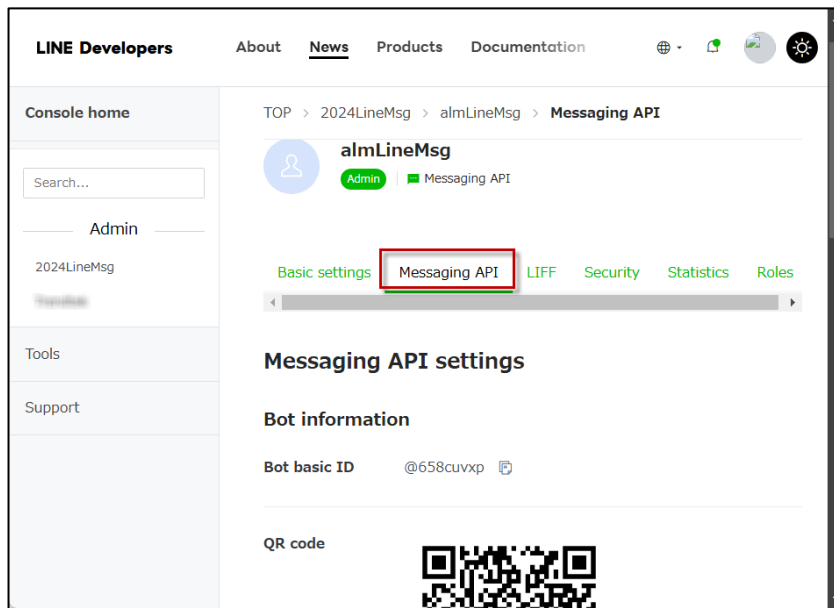 LINE Developers About News Products Documentation
Console home
TOP > 2024LineMsg > almLineMsg > Messaging API
almLineMsg
Admin Messaging API
Search...
Admin
2024LineMsg
Basic settings Messaging API LIFF Security Statistics Roles
Tools
Messaging API settings
Support
Bot information
Bot basic ID @658cuvxp
QR code